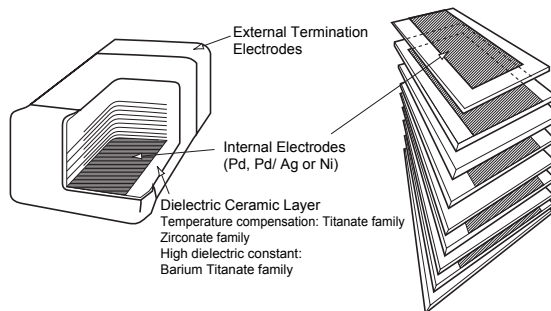 External Termination
Electrodes
Internal Electrodes
(Pd, Pd/ Ag or Ni)
Dielectric Ceramic Layer
Temperature compensation: Titanate family
Zirconate family
High dielectric constant:
Barium Titanate family